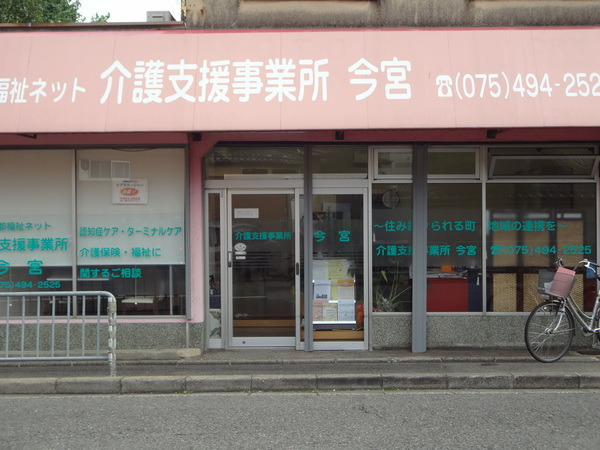 福祉ネット 介護支援事業所 今宮 ☎(075)494-2525
認知症ケア・ターミナルケア
介護保険・福祉に
関するご相談
福祉ネット
支援事業所
今宮
075)494-2525
介護支援事業所 今宮
〜住み られる町 地域の連携を〜
介護支援事業所 今宮 ☎(075)494-2525